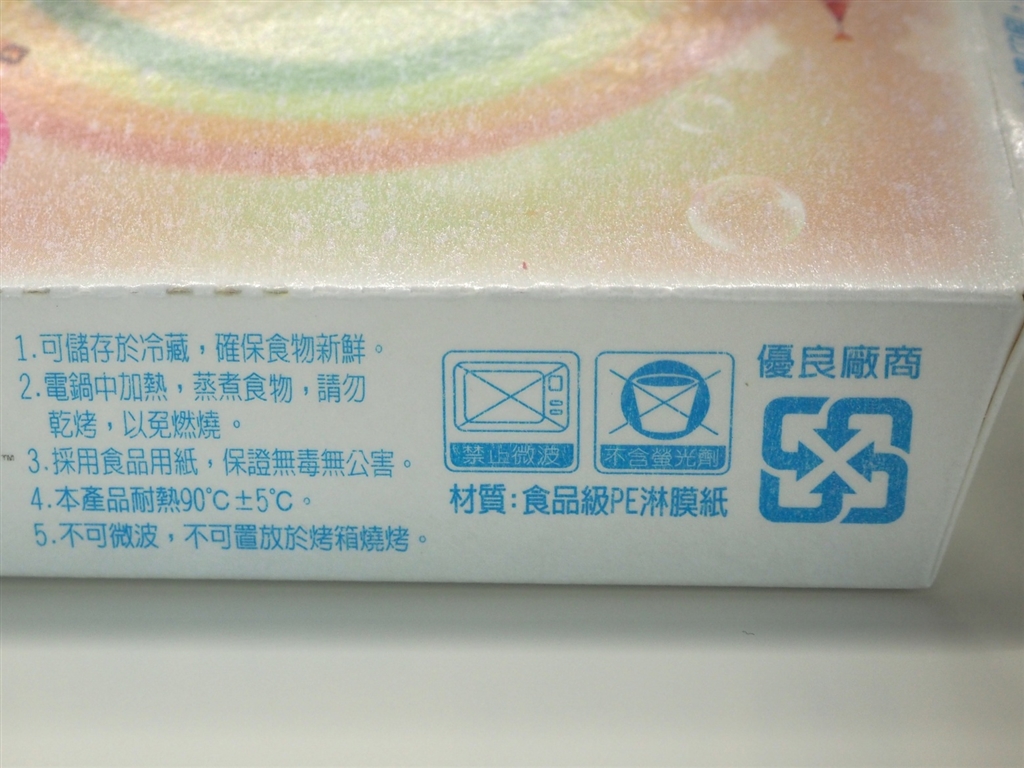 1.可儲存於冷藏，確保食物新鮮。
2.電鍋中加熱，蒸煮食物，請勿
乾烤，以免燃燒。
™
3.採用食品用紙，保證無毒無公害。
4.本產品耐熱90℃±5℃。
5.不可微波，不可置放於烤箱燒烤。
禁止微波
不含螢光劑
材質:食品級PE淋膜紙
優良廠商